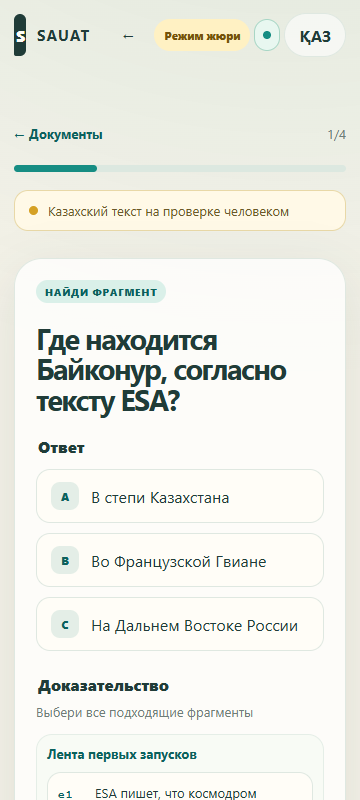 S SAUAT ← Режим жюри ҚАЗ
← Документы 1/4
Казахский текст на проверке человеком
НАЙДИ ФРАГМЕНТ
Где находится
Байконур, согласно
тексту ESA?
Ответ
A В степи Казахстана
B Во Французской Гвиане
C На Дальнем Востоке России
Доказательство
Выбери все подходящие фрагменты
Лента первых запусков
e1 ESA пишет, что космодром